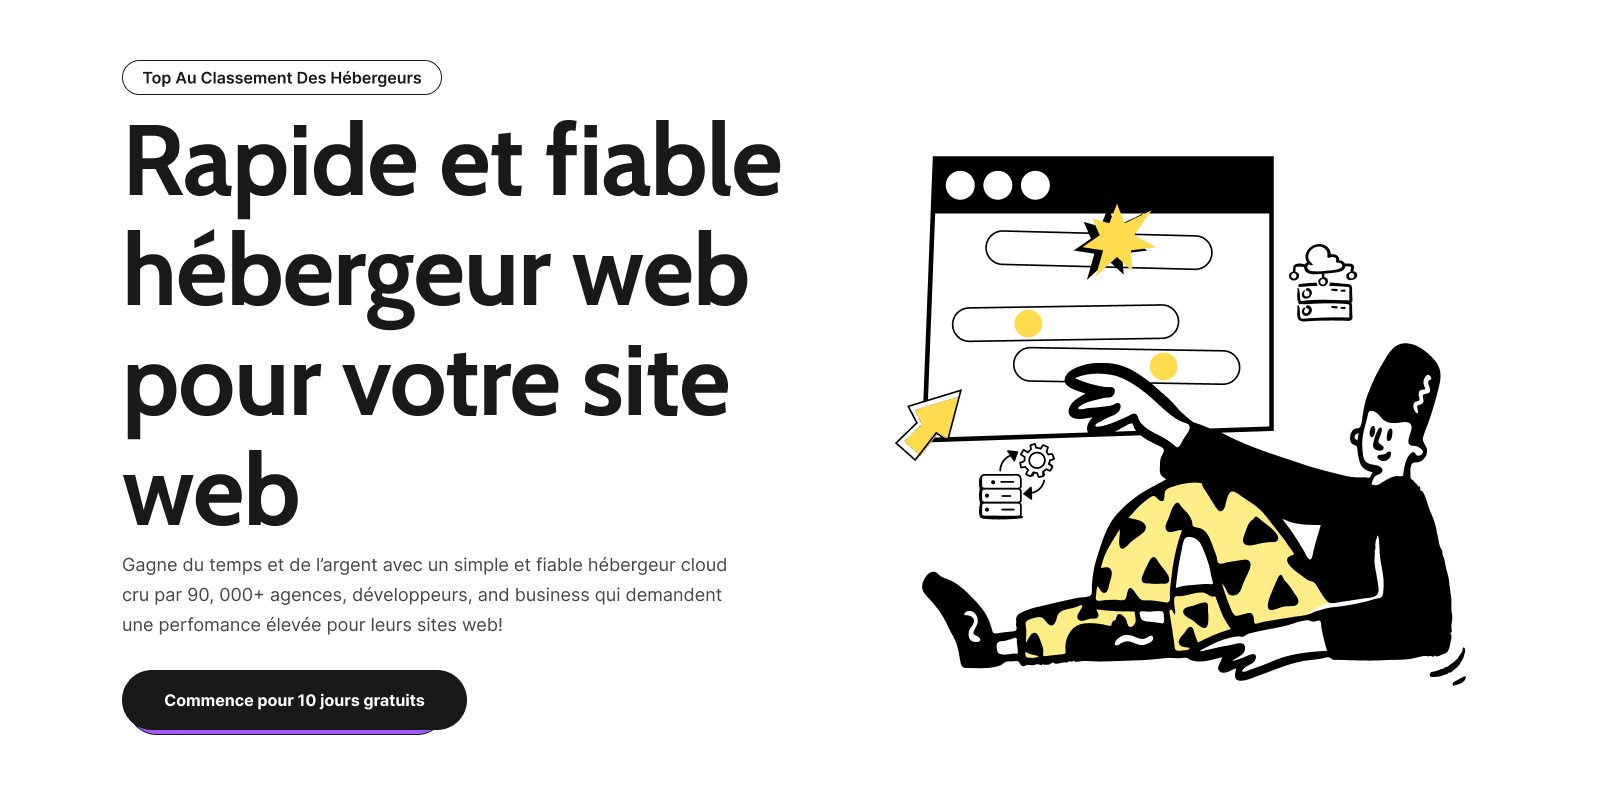 Top Au Classement Des Hébergeurs
Rapide et fiable
hébergeur web
pour votre site
web
Gagne du temps et de l’argent avec un simple et fiable hébergeur cloud
cru par 90, 000+ agences, développeurs, and business qui demandent
une perfomance élevée pour leurs sites web!
Commence pour 10 jours gratuits